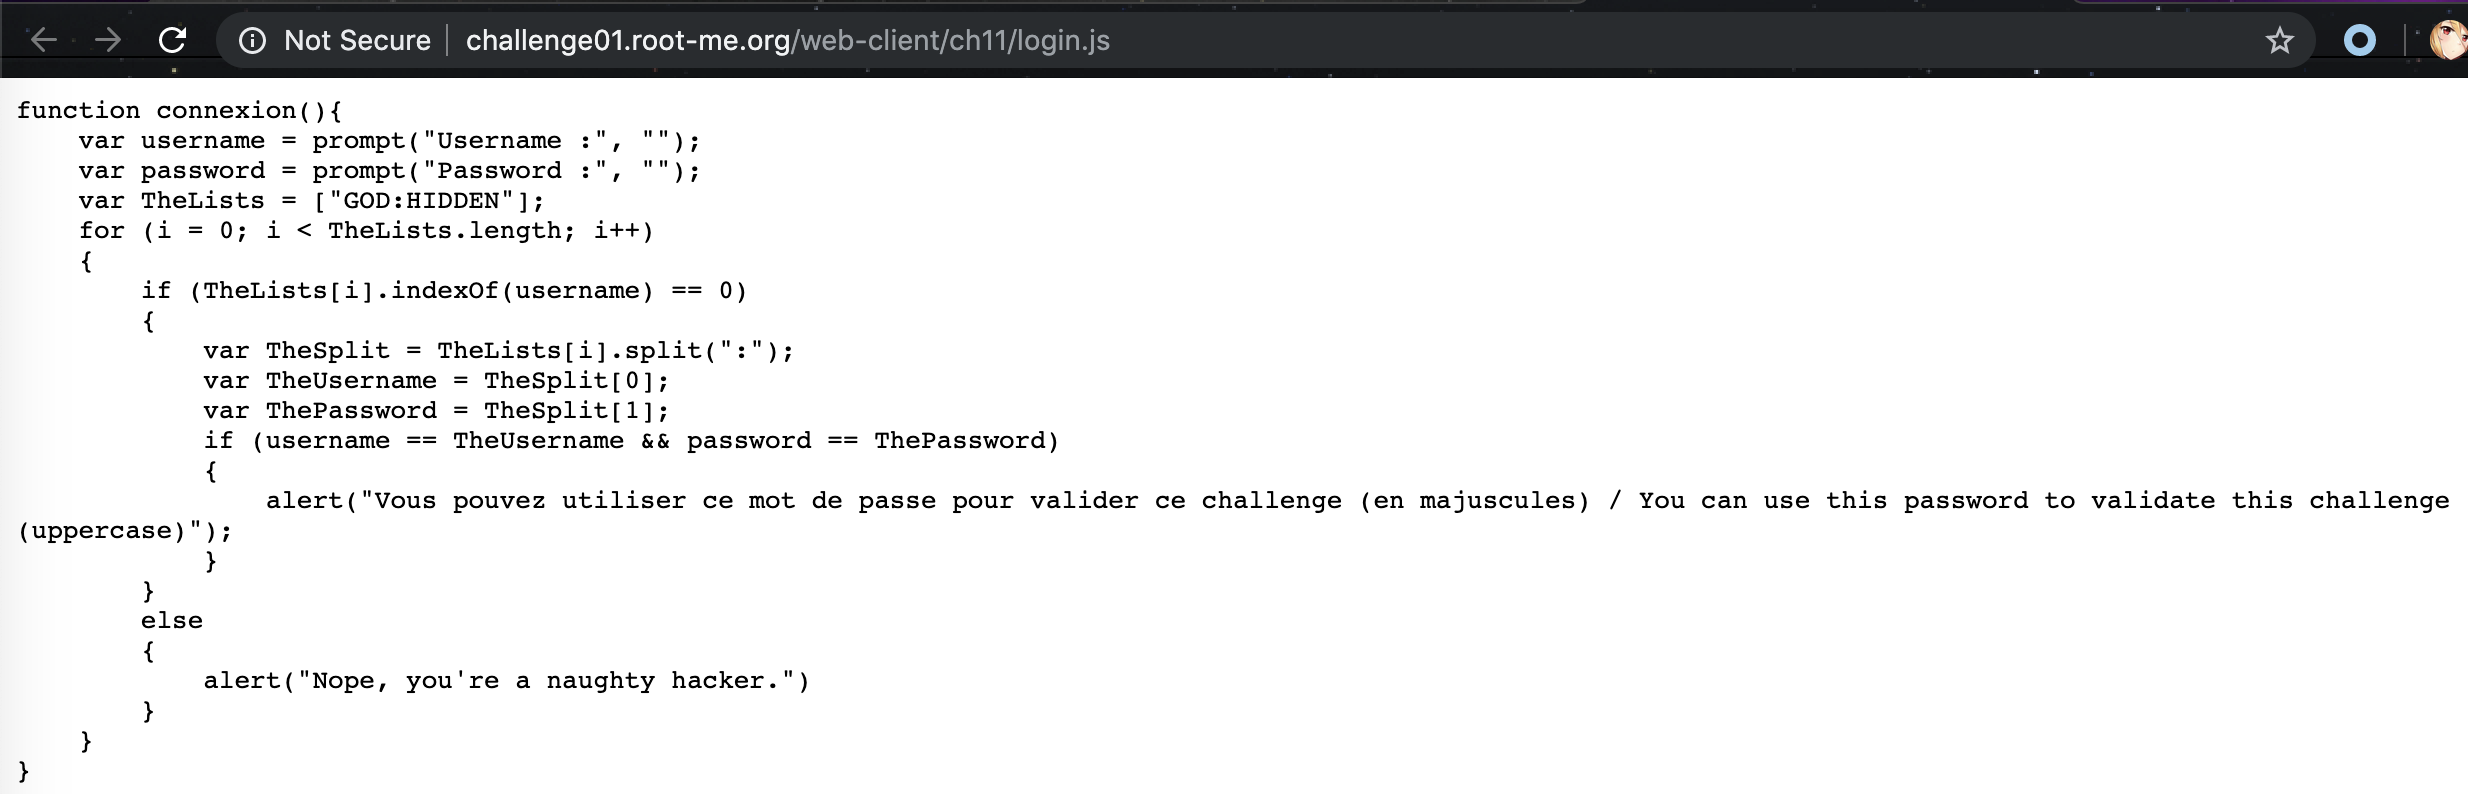 Not Secure challenge01.root-me.org/web-client/ch11/login.js
function connexion(){
    var username = prompt("Username :", "");
    var password = prompt("Password :", "");
    var TheLists = ["GOD:HIDDEN"];
    for (i = 0; i < TheLists.length; i++)
    {
        if (TheLists[i].indexOf(username) == 0)
        {
            var TheSplit = TheLists[i].split(":");
            var TheUsername = TheSplit[0];
            var ThePassword = TheSplit[1];
            if (username == TheUsername && password == ThePassword)
            {
                alert("Vous pouvez utiliser ce mot de passe pour valider ce challenge (en majuscules) / You can use this password to validate this challenge
(uppercase)");
            }
        }
        else
        {
            alert("Nope, you're a naughty hacker.")
        }
    }
}